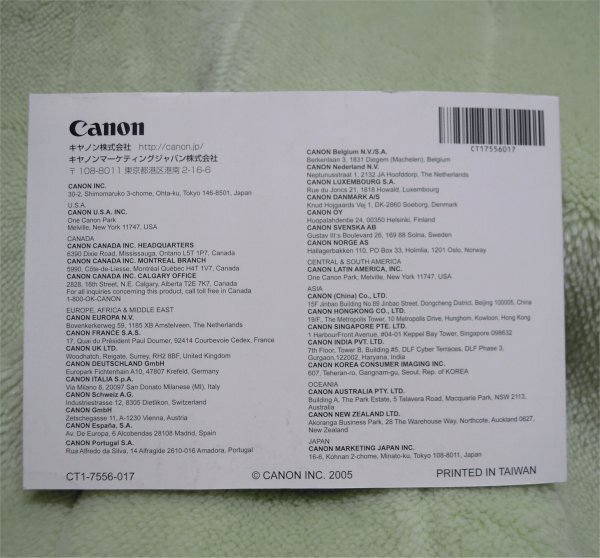 Canon
キヤノン株式会社 http://canon.jp/
キヤノンマーケティングジャパン株式会社
〒108-8011 東京都港区港南2-16-6
CANON INC.
30-2, Shimomaruko 3-chome, Ohta-ku, Tokyo 146-8501, Japan
U.S.A.
CANON U.S.A. INC.
One Canon Park
Melville, New York 11747, USA
CANADA
CANON CANADA INC. HEADQUARTERS
6390 Dixie Road, Mississauga, Ontario L5T 1P7, Canada
CANON CANADA INC. MONTREAL BRANCH
5990, Côte-de-Liesse, Montréal Québec H4T 1V7, Canada
CANON CANADA INC. CALGARY OFFICE
2828, 16th Street, N.E. Calgary, Alberta T2E 7K7, Canada
For all inquiries concerning this product, call toll free in Canada
1-800-OK-CANON
EUROPE, AFRICA & MIDDLE EAST
CANON EUROPA N.V.
Bovenkerkerweg 59, 1185 XB Amstelveen, The Netherlands
CANON FRANCE S.A.S.
17, Quai du Président Paul Doumer, 92414 Courbevoie Cedex, France
CANON UK LTD.
Woodhatch, Reigate, Surrey, RH2 8BF, United Kingdom
CANON DEUTSCHLAND GmbH
Europark Fichtenhain A10, 47807 Krefeld, Germany
CANON ITALIA S.p.A.
Via Milano 8, 20097 San Donato Milanese (MI), Italy
CANON Schweiz A.G.
Industriestrasse 12, 8305 Dietlikon, Switzerland
CANON GmbH
Zetschegasse 11, A-1230 Vienna, Austria
CANON España, S.A.
Av. De Europa, 6 Alcobendas 28108 Madrid, Spain
CANON Portugal S.A.
Rua Alfredo da Silva, 14 Alfragide 2610-016 Amadora, Portugal
CT1-7556-017
CT17556017
CANON Belgium N.V./S.A.
Berkenlaan 3, 1831 Diegem (Machelen), Belgium
CANON Nederland N.V.
Neptunusstraat 1, 2132 JA Hoofdorp, The Netherlands
CANON LUXEMBOURG S.A.
Rue du Joncs 21, 1818 Howald, Luxembourg
CANON DANMARK A/S
Knud Hojgaards Vej 1, DK-2860 Soeborg, Denmark
CANON OY
Huopalahdentie 24, 00350 Helsinki, Finland
CANON SVENSKA AB
Gustav III:s Boulevard 26, 169 88 Solna, Sweden
CANON NORGE AS
Hallagerbakken 110, PO Box 33, Holmlia, 1201 Oslo, Norway
CENTRAL & SOUTH AMERICA
CANON LATIN AMERICA, INC.
One Canon Park, Melville, New York 11747, USA
ASIA
CANON (China) Co., LTD.
15F Jinbao Building No.89 Jinbao Street, Dongcheng District, Beijing 100005, China
CANON HONGKONG CO., LTD.
19/F., The Metropolis Tower, 10 Metropolis Drive, Hunghom, Kowloon, Hong Kong
CANON SINGAPORE PTE. LTD.
1 HarbourFront Avenue, #04-01 Keppel Bay Tower, Singapore 098632
CANON INDIA PVT. LTD.
7th Floor, Tower B, Building #5, DLF Cyber Terraces, DLF Phase 3,
Gurgaon.122002, Haryana, India
CANON KOREA CONSUMER IMAGING INC.
607, Teheran-ro, Gangnam-gu, Seoul, Rep. of KOREA
OCEANIA
CANON AUSTRALIA PTY. LTD.
Building A, The Park Estate, 5 Talavera Road, Macquarie Park, NSW 2113,
Australia
CANON NEW ZEALAND LTD.
Akoranga Business Park, 28 The Warehouse Way, Northcote, Auckland 0627,
New Zealand
JAPAN
CANON MARKETING JAPAN INC.
16-6, Kohnan 2-chome, Minato-ku, Tokyo 108-8011, Japan
© CANON INC. 2005
PRINTED IN TAIWAN